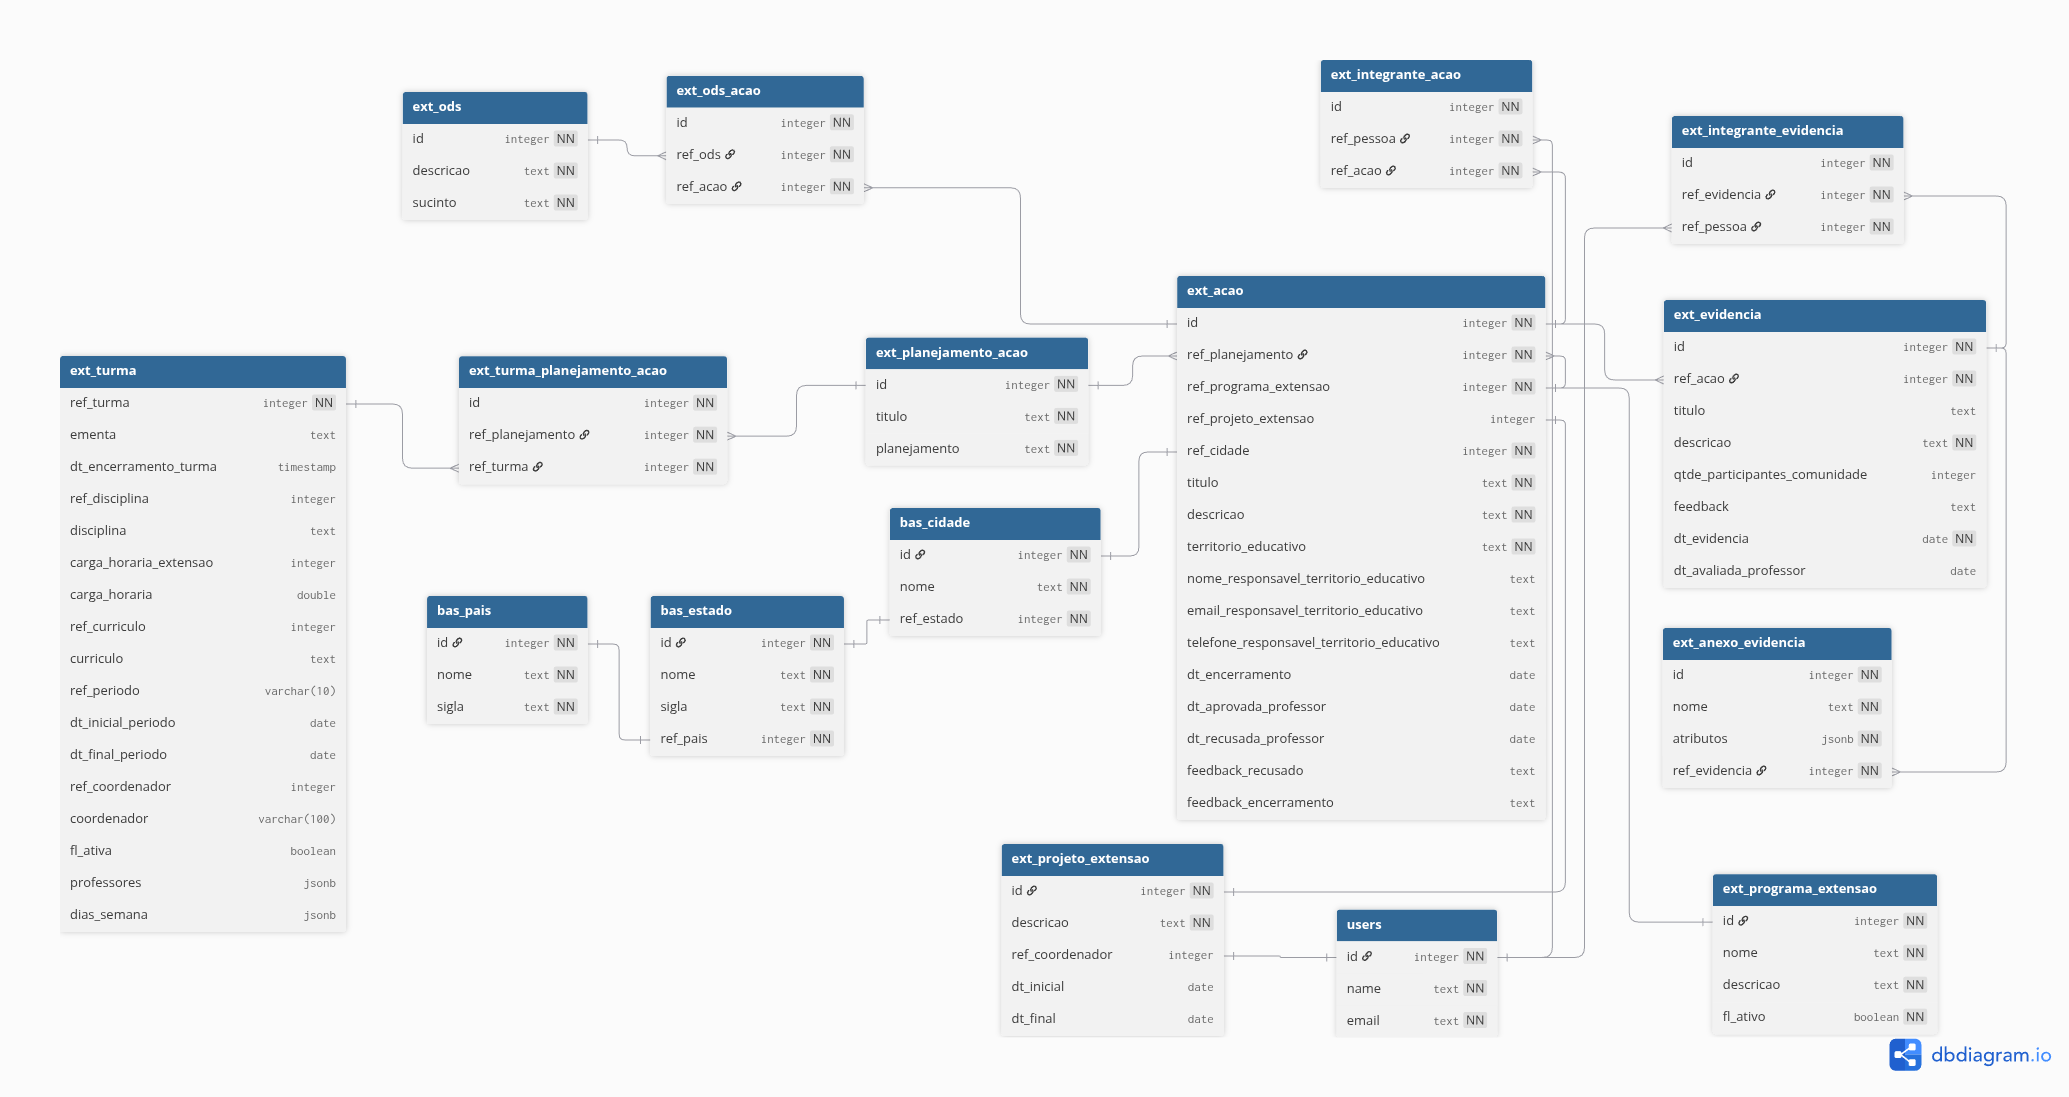 ext_ods
id integer NN
descricao text NN
sucinto text NN
ext_ods_acao
id integer NN
ref_ods integer NN
ref_acao integer NN
ext_integrante_acao
id integer NN
ref_pessoa integer NN
ref_acao integer NN
ext_integrante_evidencia
id integer NN
ref_evidencia integer NN
ref_pessoa integer NN
ext_turma
ref_turma integer NN
ementa text
dt_encerramento_turma timestamp
ref_disciplina integer
disciplina text
carga_horaria_extensao integer
carga_horaria double
ref_curriculo integer
curriculo text
ref_periodo varchar(10)
dt_inicial_periodo date
dt_final_periodo date
ref_coordenador integer
coordenador varchar(100)
fl_ativa boolean
professores jsonb
dias_semana jsonb
ext_turma_planejamento_acao
id integer NN
ref_planejamento integer NN
ref_turma integer NN
ext_planejamento_acao
id integer NN
titulo text NN
planejamento text NN
ext_acao
id integer NN
ref_planejamento integer NN
ref_programa_extensao integer NN
ref_projeto_extensao integer
ref_cidade integer NN
titulo text NN
descricao text NN
territorio_educativo text NN
nome_responsavel_territorio_educativo text
email_responsavel_territorio_educativo text
telefone_responsavel_territorio_educativo text
dt_encerramento date
dt_aprovada_professor date
dt_recusada_professor date
feedback_recusado text
feedback_encerramento text
ext_evidencia
id integer NN
ref_acao integer NN
titulo text
descricao text NN
qtde_participantes_comunidade integer
feedback text
dt_evidencia date NN
dt_avaliada_professor date
bas_cidade
id integer NN
nome text NN
ref_estado integer NN
bas_pais
id integer NN
nome text NN
sigla text NN
bas_estado
id integer NN
nome text NN
sigla text NN
ref_pais integer NN
ext_anexo_evidencia
id integer NN
nome text NN
atributos jsonb NN
ref_evidencia integer NN
ext_projeto_extensao
id integer NN
descricao text NN
ref_coordenador integer
dt_inicial date
dt_final date
users
id integer NN
name text NN
email text NN
ext_programa_extensao
id integer NN
nome text NN
descricao text NN
fl_ativo boolean NN
dbdiagram.io